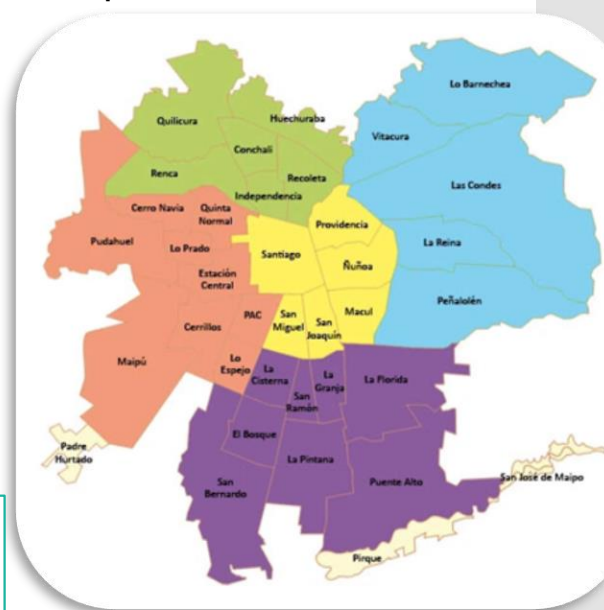 Lo Barnechea
Quilicura
Huechuraba
Vitacura
Conchalí
Renca
Recoleta
Las Condes
Independencia
Cerro Navia
Quinta
Normal
Providencia
Pudahuel
Lo Prado
Santiago
La Reina
Ñuñoa
Estación
Central
Peñalolén
PAC
San
Miguel
San
Joaquín
Macul
Cerrillos
Maipú
Lo
Espejo
La
Cisterna
La
Granja
La Florida
San
Ramón
El Bosque
Padre
Hurtado
La Pintana
San
Bernardo
Puente Alto
San José de Maipo
Pirque